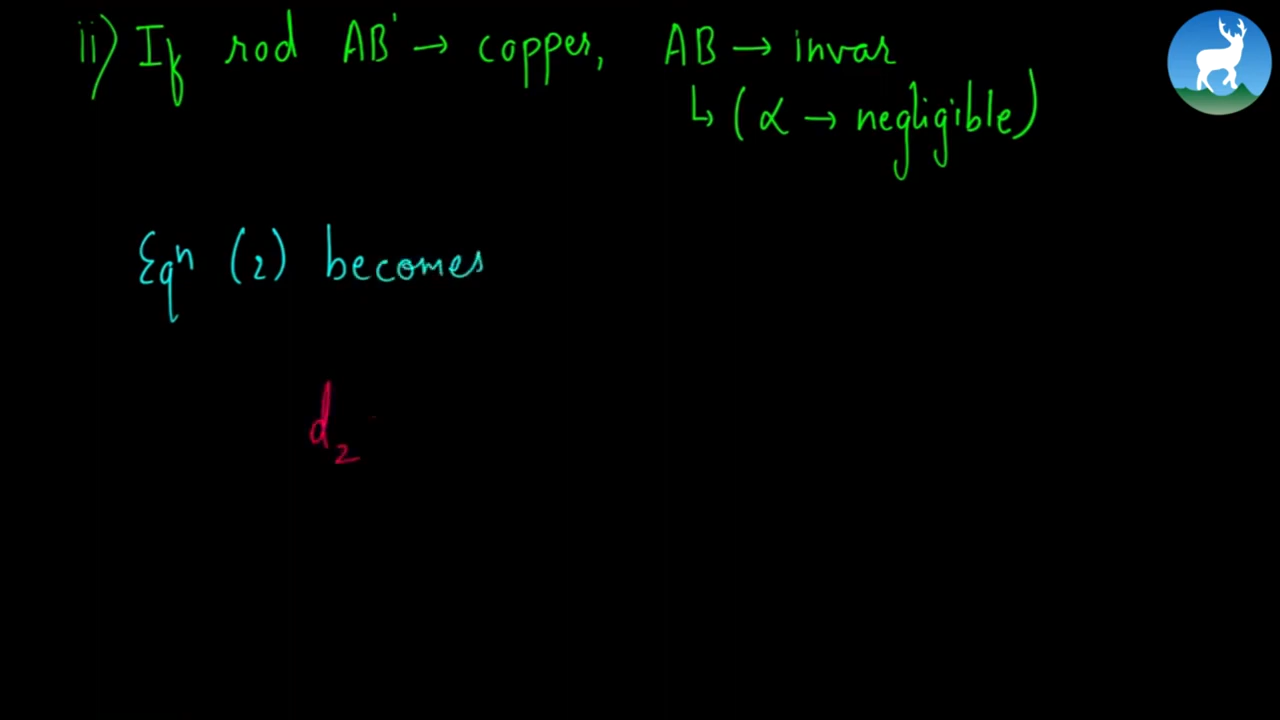 ii) If rod AB' → copper, AB → invar
↳ (α → negligible)
Eqⁿ (2) becomes
d₂